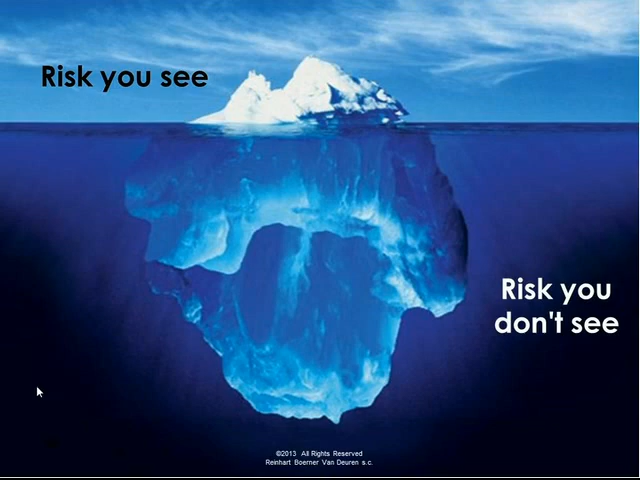 Risk you see
Risk you
don't see
©2013 All Rights Reserved
Reinhart Boerner Van Deuren s.c.